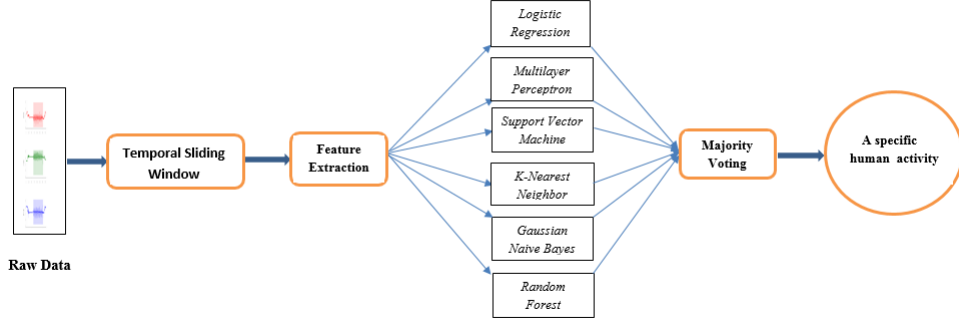 Raw Data
Temporal Sliding
Window
Feature
Extraction
Logistic
Regression
Multilayer
Perceptron
Support Vector
Machine
K-Nearest
Neighbor
Gaussian
Naive Bayes
Random
Forest
Majority
Voting
A specific
human activity